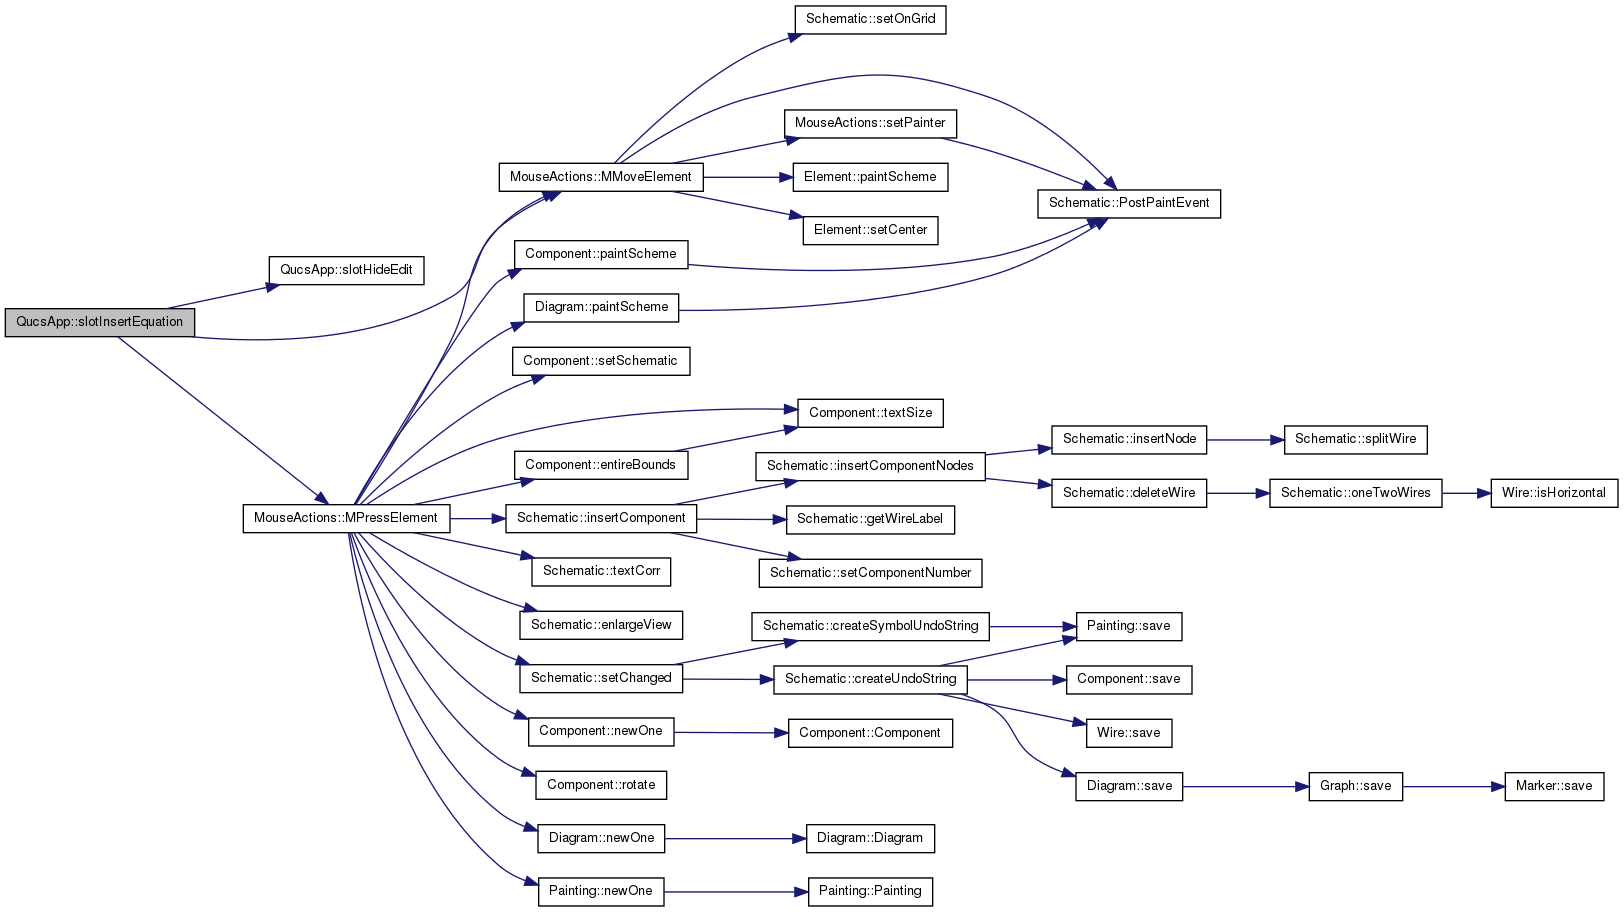 Schematic::setOnGrid
MouseActions::setPainter
MouseActions::MMoveElement
Element::paintScheme
Schematic::PostPaintEvent
Element::setCenter
Component::paintScheme
QucsApp::slotHideEdit
Diagram::paintScheme
QucsApp::slotInsertEquation
Component::setSchematic
Component::textSize
Schematic::insertNode
Schematic::splitWire
Component::entireBounds
Schematic::insertComponentNodes
Schematic::deleteWire
Schematic::oneTwoWires
Wire::isHorizontal
MouseActions::MPressElement
Schematic::insertComponent
Schematic::getWireLabel
Schematic::textCorr
Schematic::setComponentNumber
Schematic::enlargeView
Schematic::createSymbolUndoString
Painting::save
Schematic::setChanged
Schematic::createUndoString
Component::save
Component::newOne
Component::Component
Wire::save
Component::rotate
Diagram::save
Graph::save
Marker::save
Diagram::newOne
Diagram::Diagram
Painting::newOne
Painting::Painting